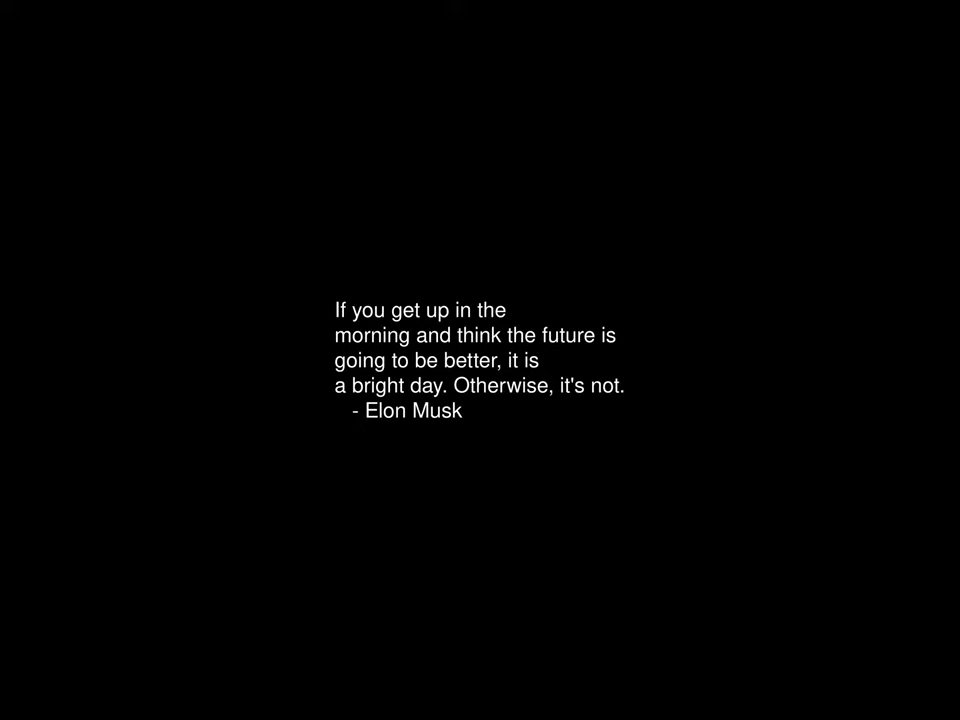 If you get up in the
morning and think the future is
going to be better, it is
a bright day. Otherwise, it's not.
- Elon Musk